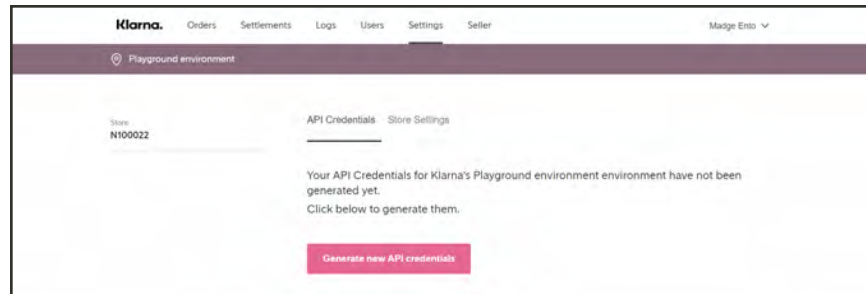 Klarna. Orders Settlements Logs Users Settings Seller Madge Ento
Playground environment
Store
N100022
API Credentials Store Settings
Your API Credentials for Klarna's Playground environment environment have not been
generated yet.
Click below to generate them.
Generate new API credentials